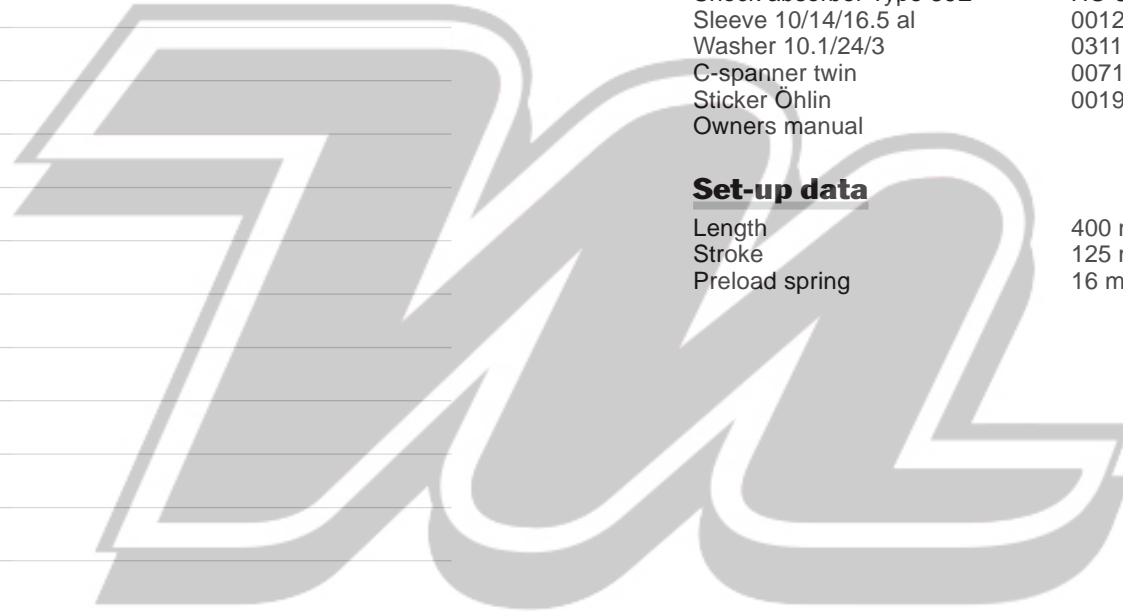 Sleeve 10/14/16.5 al 0012
Washer 10.1/24/3 0311
C-spanner twin 0071
Sticker Öhlin 0019
Owners manual
Set-up data
Length 400
Stroke 125
Preload spring 16